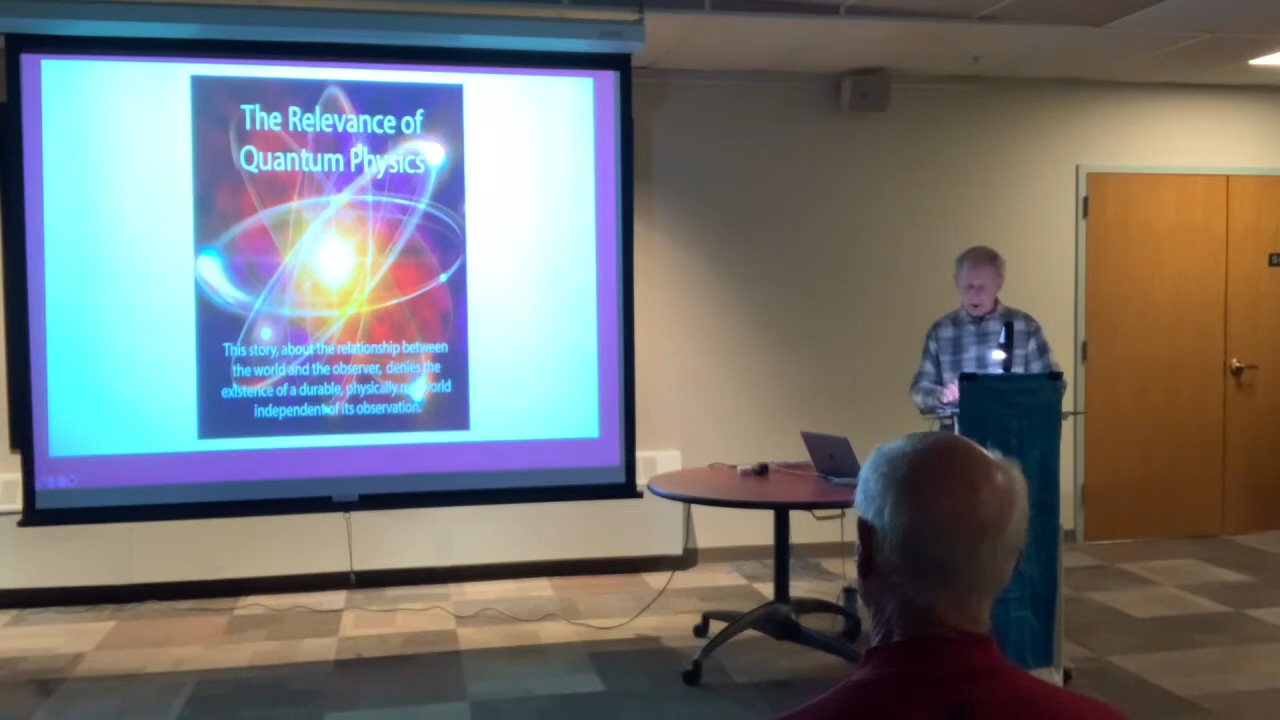 The Relevance of
Quantum Physics
This story, about the relationship between
the world and the observer, denies the
existence of a durable, physically real world
independent of its observation.